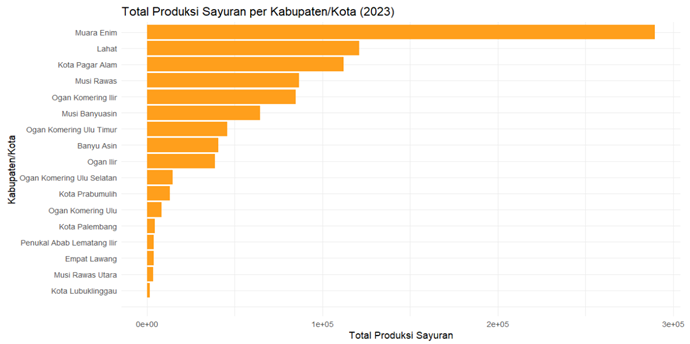 Total Produksi Sayuran per Kabupaten/Kota (2023)
Kabupaten/Kota
Muara Enim
Lahat
Kota Pagar Alam
Musi Rawas
Ogan Komering Ilir
Musi Banyuasin
Ogan Komering Ulu Timur
Banyu Asin
Ogan Ilir
Ogan Komering Ulu Selatan
Kota Prabumulih
Ogan Komering Ulu
Kota Palembang
Penukal Abab Lematang Ilir
Empat Lawang
Musi Rawas Utara
Kota Lubuklinggau
0e+00 1e+05 2e+05 3e+05
Total Produksi Sayuran